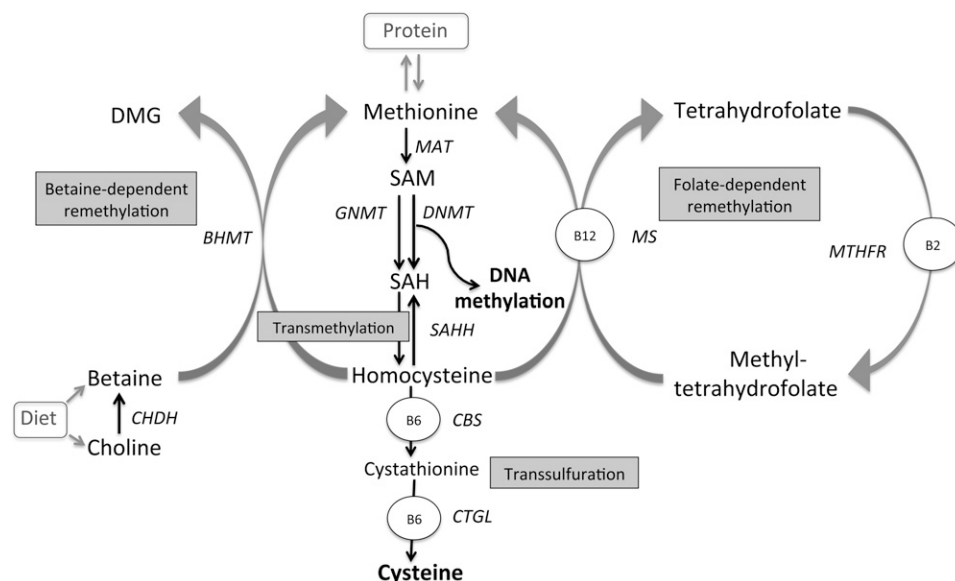 Protein
DMG
Methionine
Tetrahydrofolate
MAT
Betaine-dependent
remethylation
SAM
Folate-dependent
remethylation
GNMT
DNMT
BHMT
B12
MS
MTHFR
B2
SAH
DNA
methylation
Transmethylation
SAHH
Betaine
Homocysteine
Methyl-
tetrahydrofolate
Diet
CHDH
B6
CBS
Choline
Cystathionine
Transsulfuration
B6
CTGL
Cysteine